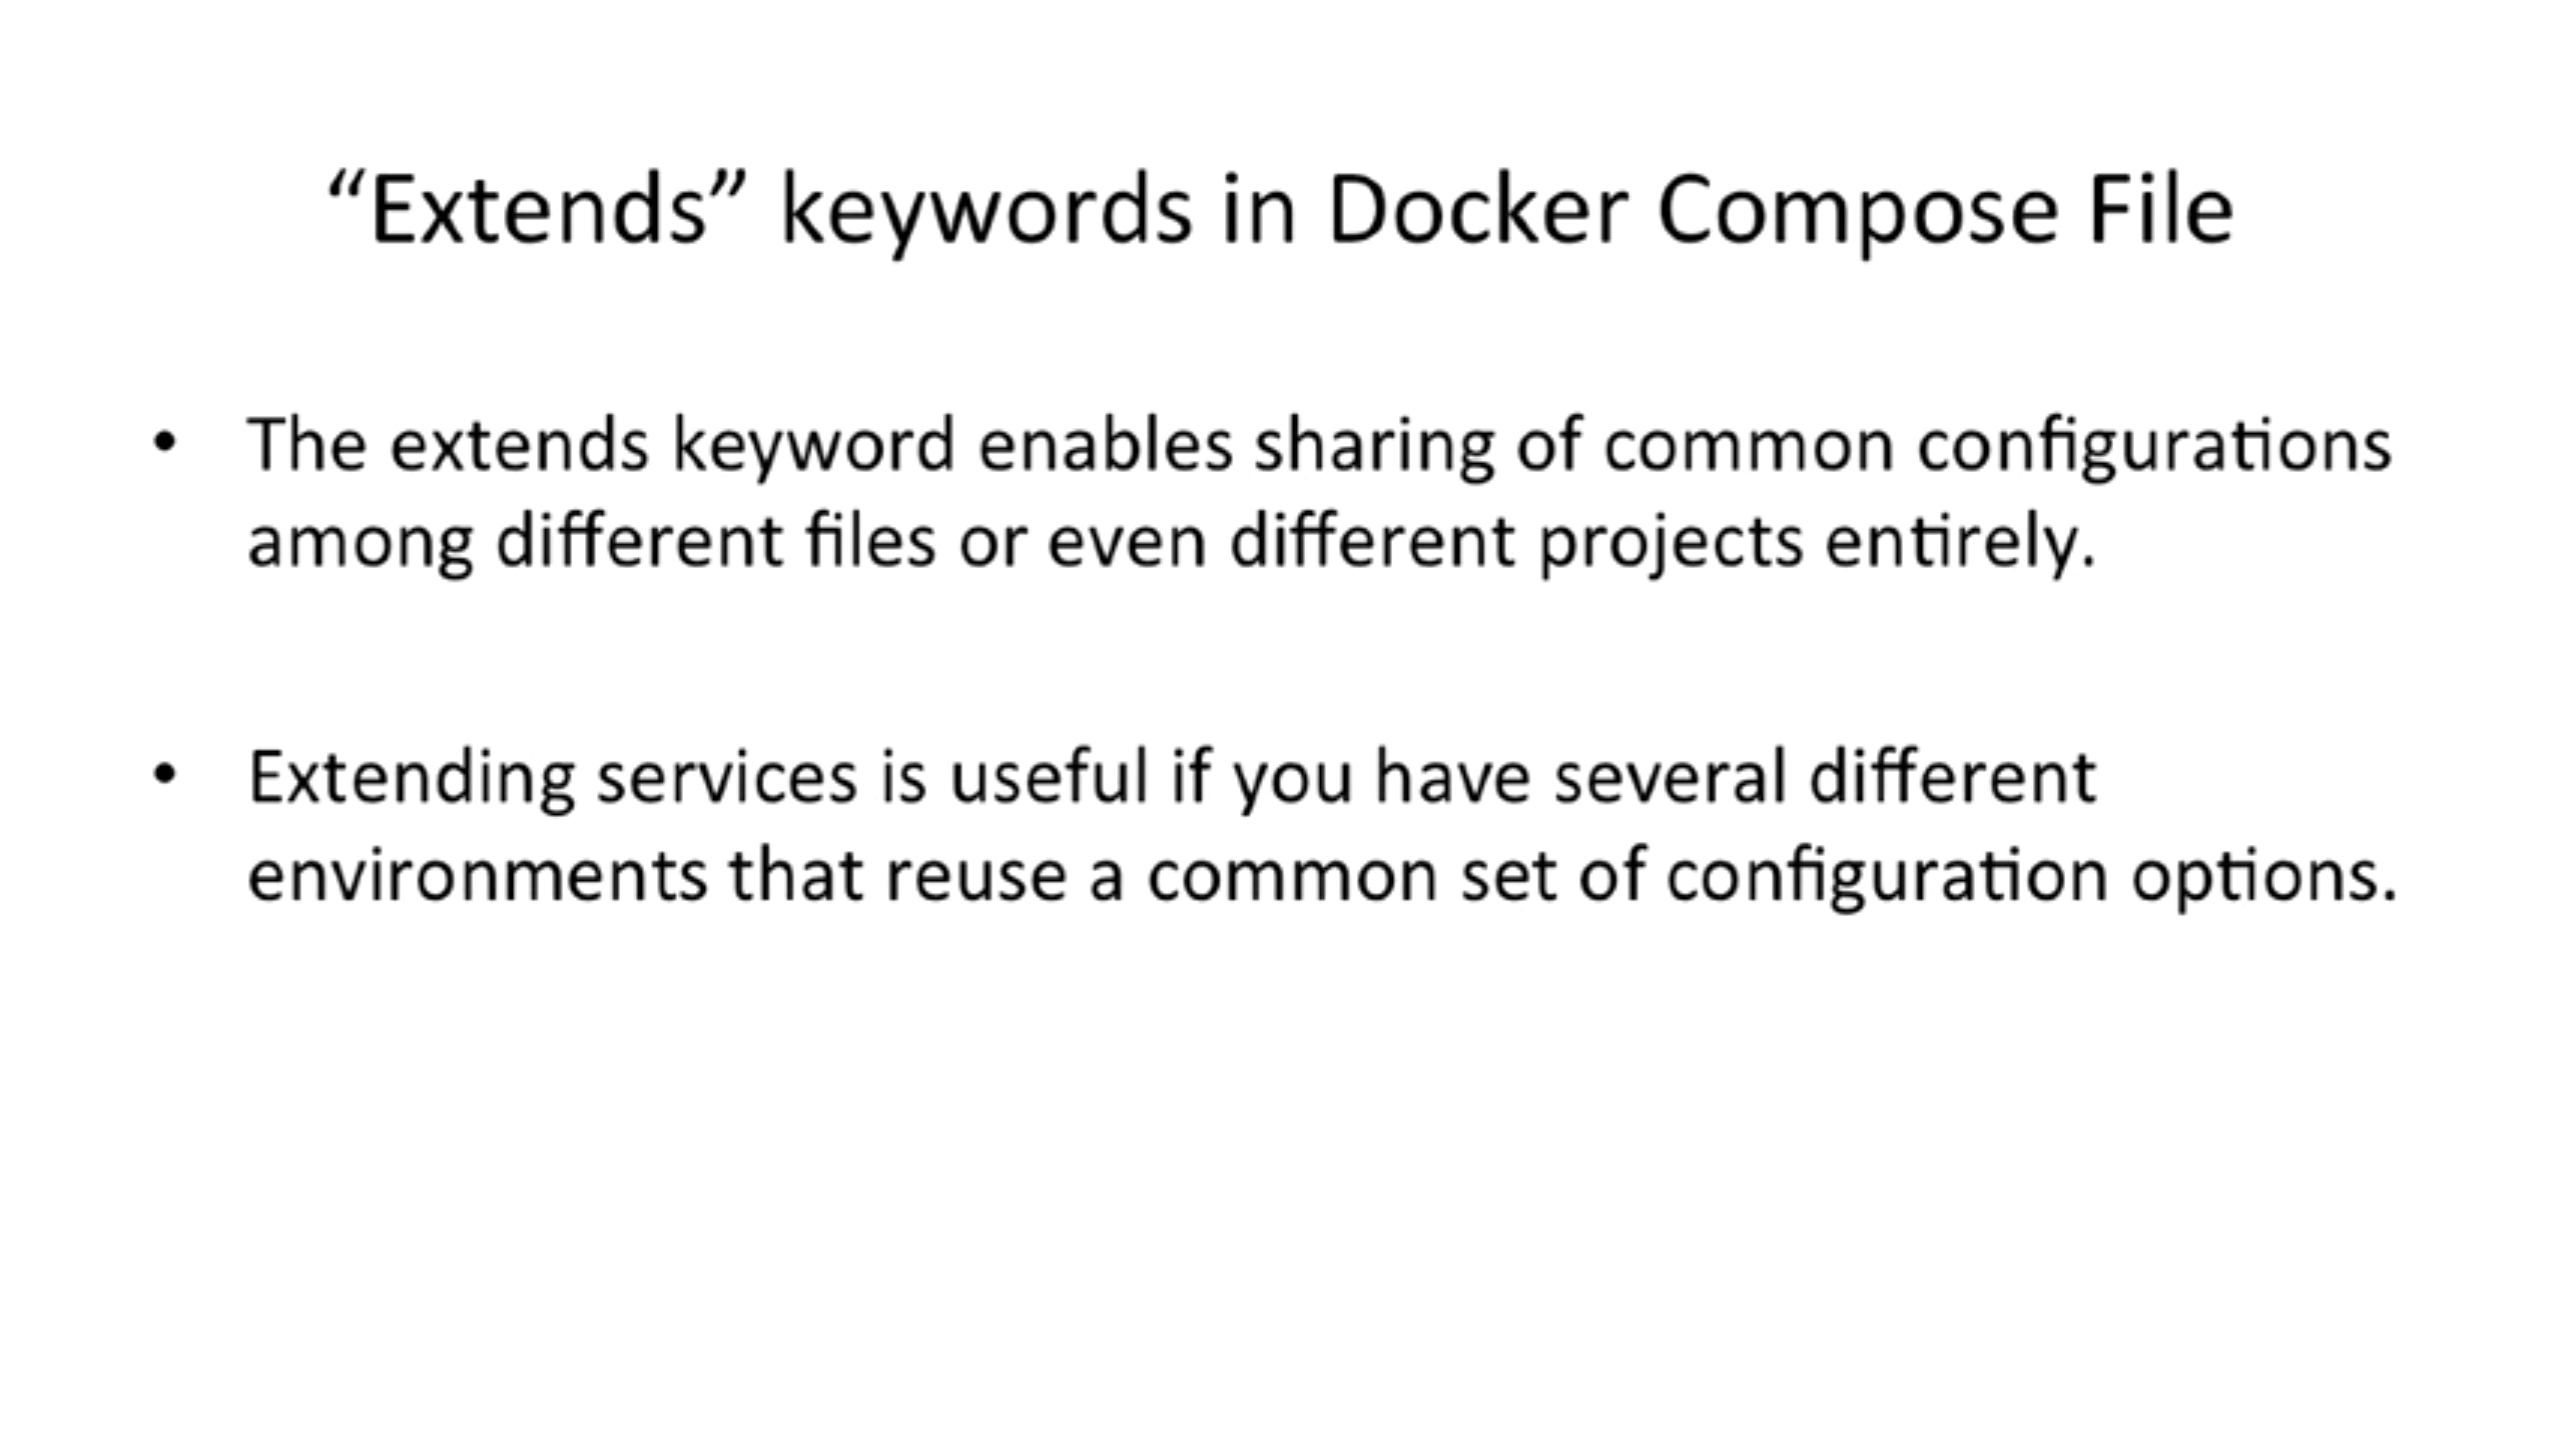 “Extends” keywords in Docker Compose File
• The extends keyword enables sharing of common configurations
among different files or even different projects entirely.
• Extending services is useful if you have several different
environments that reuse a common set of configuration options.